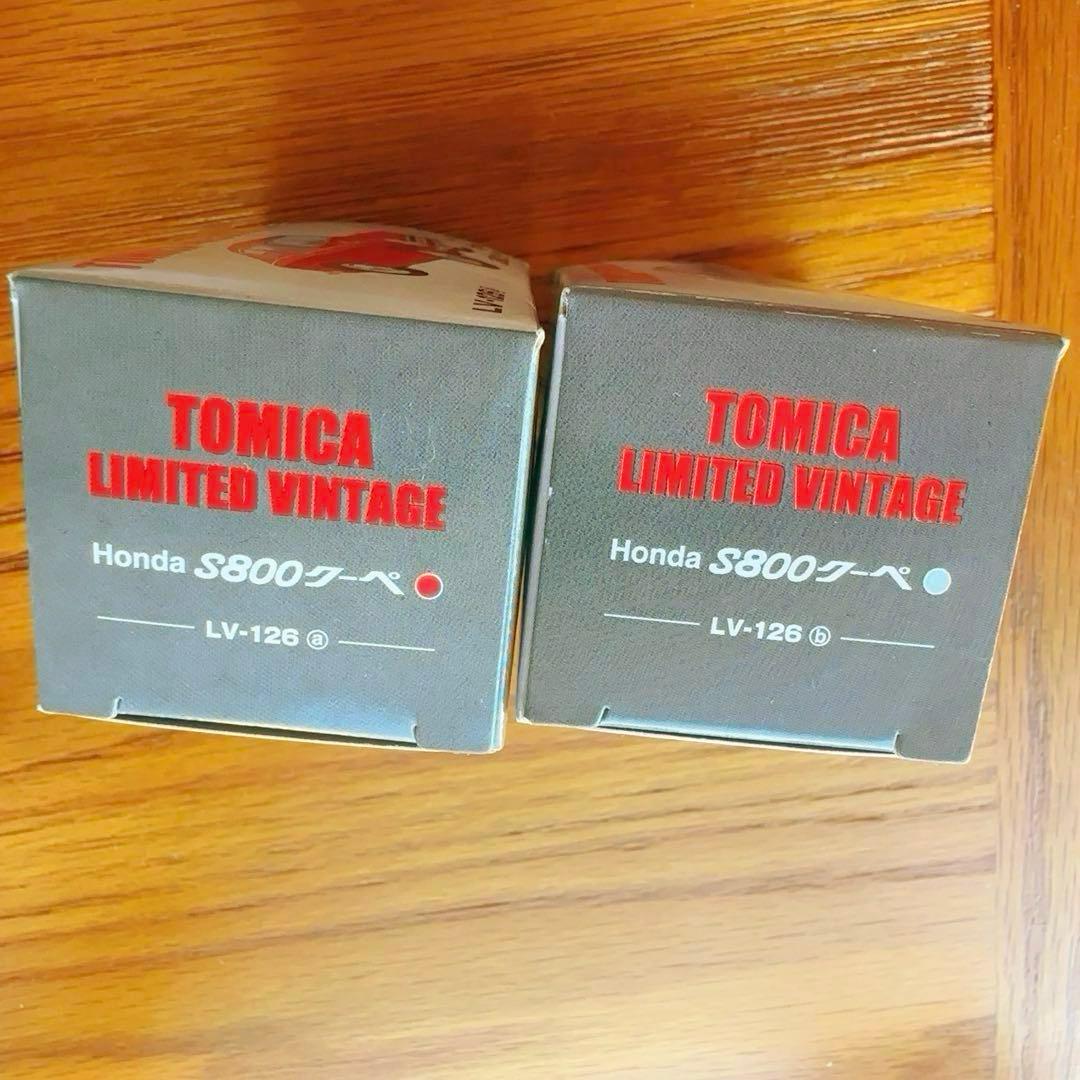 TOMICA
LIMITED VINTAGE
Honda S800クーペ
LV-126 ⓐ
TOMICA
LIMITED VINTAGE
Honda S800クーペ
LV-126 ⓑ